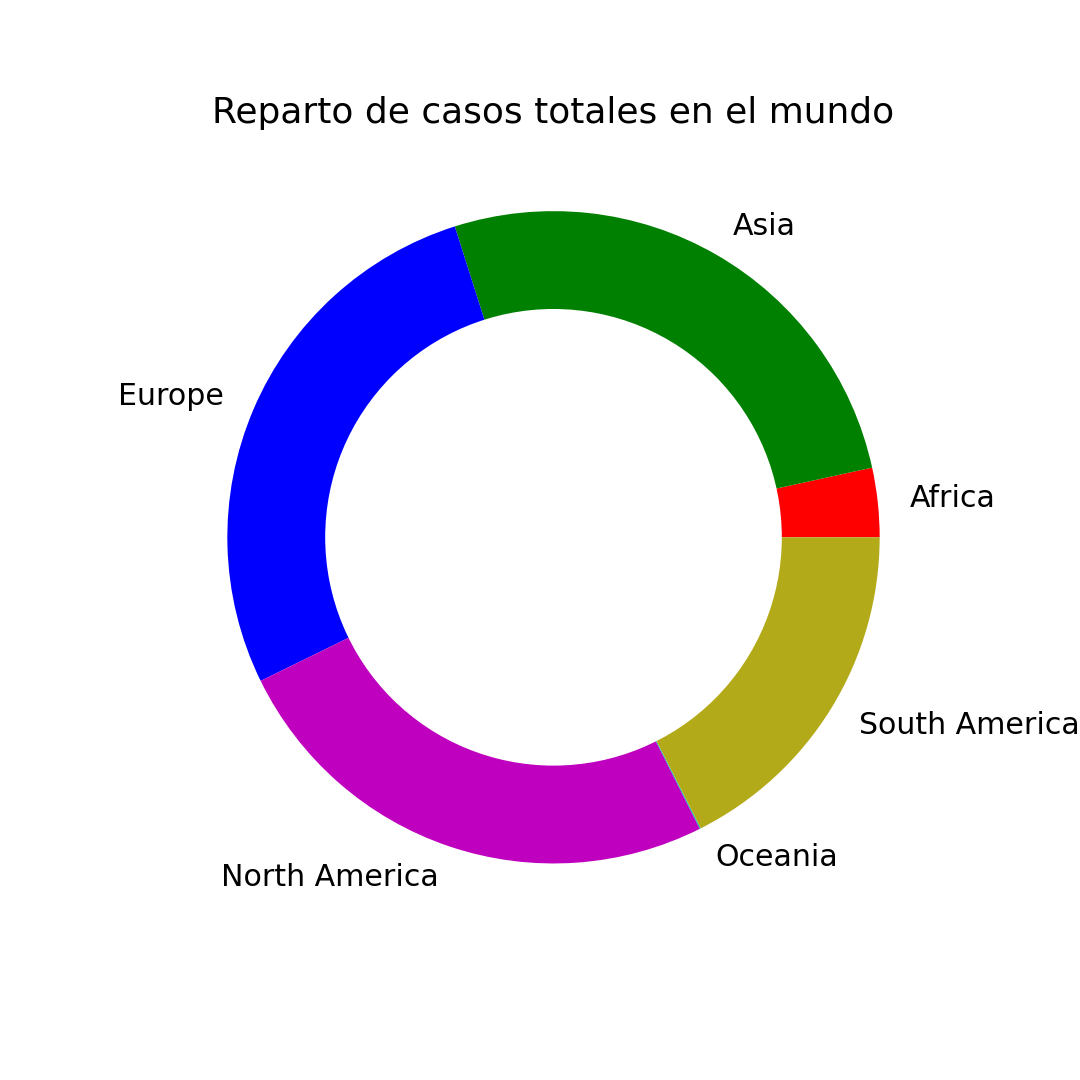 Reparto de casos totales en el mundo
Asia
Europe
Africa
South America
Oceania
North America